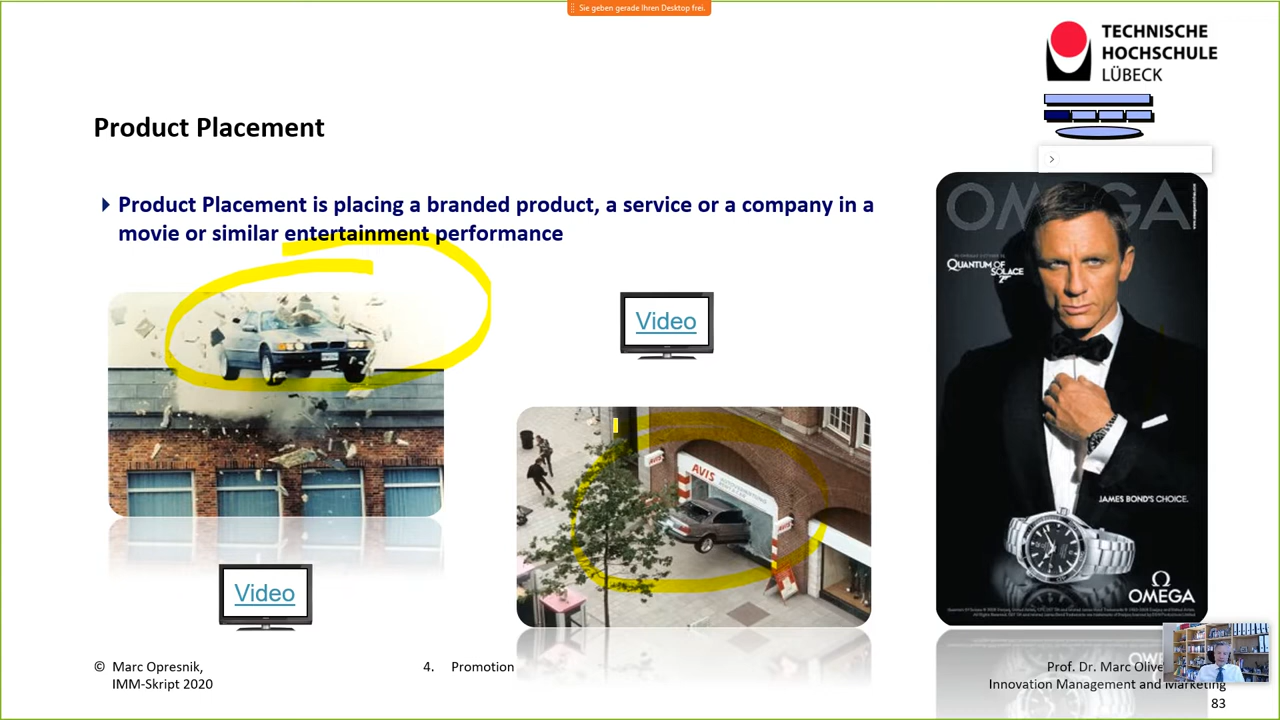 Sie geben gerade Ihren Desktop frei.
TECHNISCHE
HOCHSCHULE
LÜBECK
Product Placement
Product Placement is placing a branded product, a service or a company in a
movie or similar entertainment performance
OMEGA
QUANTUM OF
SOLACE
Video
AVIS
AVIS
AVIS
JAMES BOND'S CHOICE.
Ω
OMEGA
Video
© Marc Opresnik,
IMM-Skript 2020
4. Promotion
Prof. Dr. Marc Olive
Innovation Management and Marketing
83